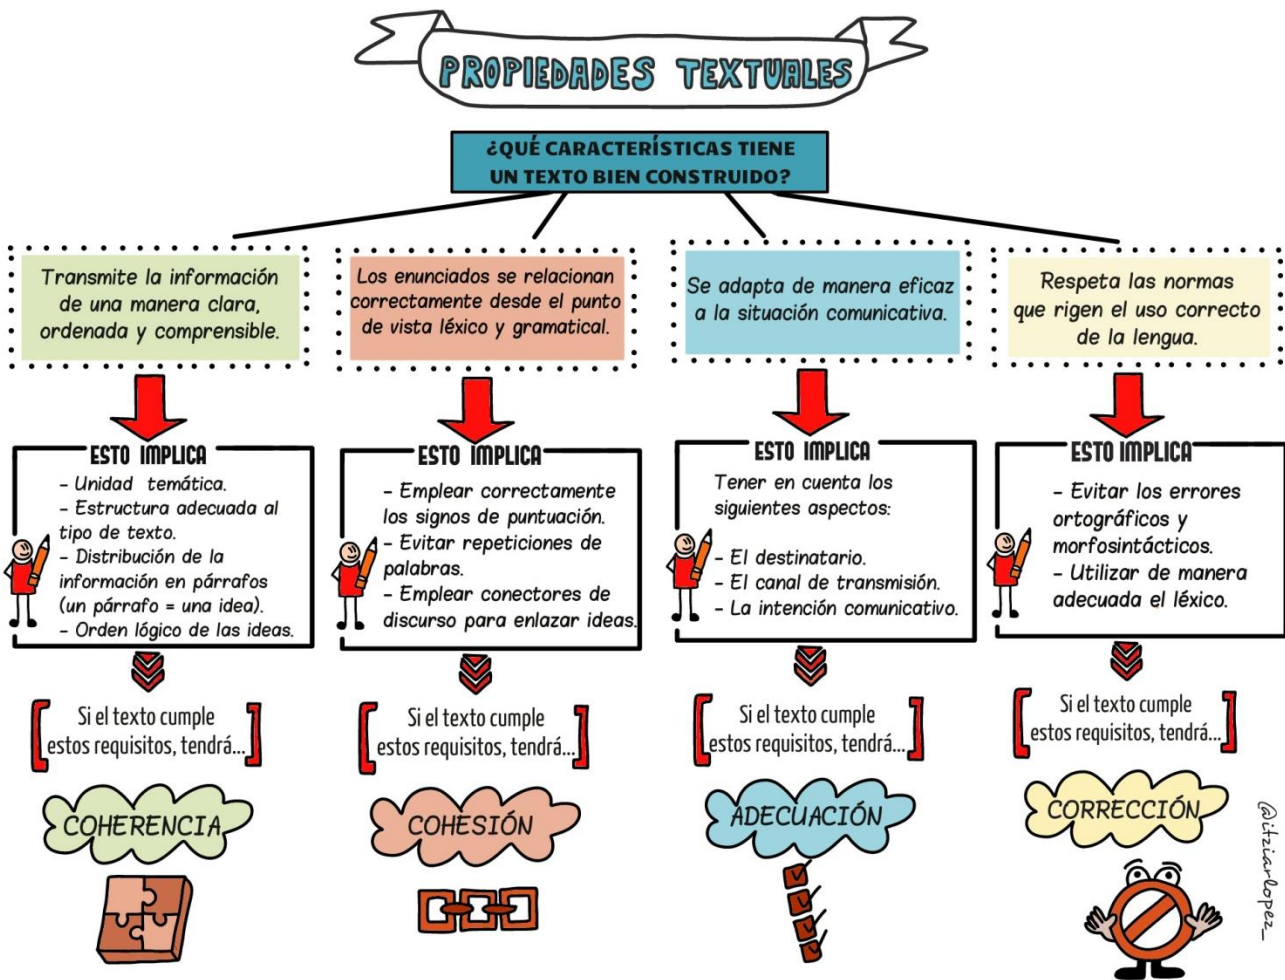 PROPIEDADES TEXTUALES
¿QUÉ CARACTERÍSTICAS TIENE
UN TEXTO BIEN CONSTRUIDO?
Transmite la información
de una manera clara,
ordenada y comprensible.
ESTO IMPLICA
- Unidad temática.
- Estructura adecuada al
tipo de texto.
- Distribución de la
información en párrafos
(un párrafo = una idea).
- Orden lógico de las ideas.
Si el texto cumple
estos requisitos, tendrá...
COHERENCIA
Los enunciados se relacionan
correctamente desde el punto
de vista léxico y gramatical.
ESTO IMPLICA
- Emplear correctamente
los signos de puntuación.
- Evitar repeticiones de
palabras.
- Emplear conectores de
discurso para enlazar ideas.
Si el texto cumple
estos requisitos, tendrá...
COHESIÓN
Se adapta de manera eficaz
a la situación comunicativa.
ESTO IMPLICA
Tener en cuenta los
siguientes aspectos:
- El destinatario.
- El canal de transmisión.
- La intención comunicativo.
Si el texto cumple
estos requisitos, tendrá...
ADECUACIÓN
Respeta las normas
que rigen el uso correcto
de la lengua.
ESTO IMPLICA
- Evitar los errores
ortográficos y
morfosintácticos.
- Utilizar de manera
adecuada el léxico.
Si el texto cumple
estos requisitos, tendrá...
CORRECCIÓN
@itziarlopez_